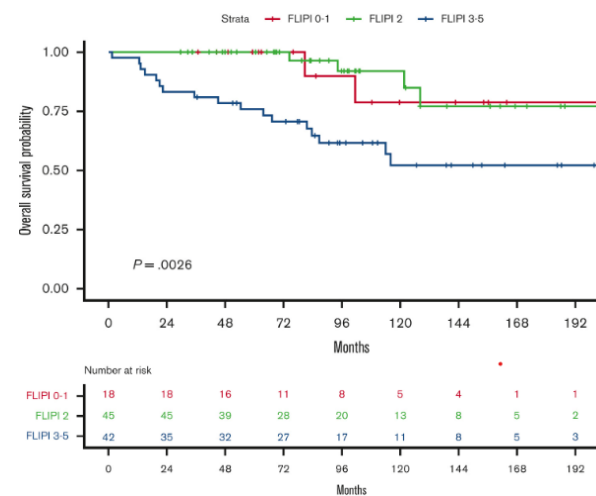 Strata FLIPI 0-1 FLIPI 2 FLIPI 3-5
1.00
0.75
0.50
0.25
0.00
Overall survival probability
P = .0026
0 24 48 72 96 120 144 168 192
Months
Number at risk
FLIPI 0-1 18 18 16 11 8 5 4 1 1
FLIPI 2 45 45 39 28 20 13 8 5 2
FLIPI 3-5 42 35 32 27 17 11 8 5 3
0 24 48 72 96 120 144 168 192
Months